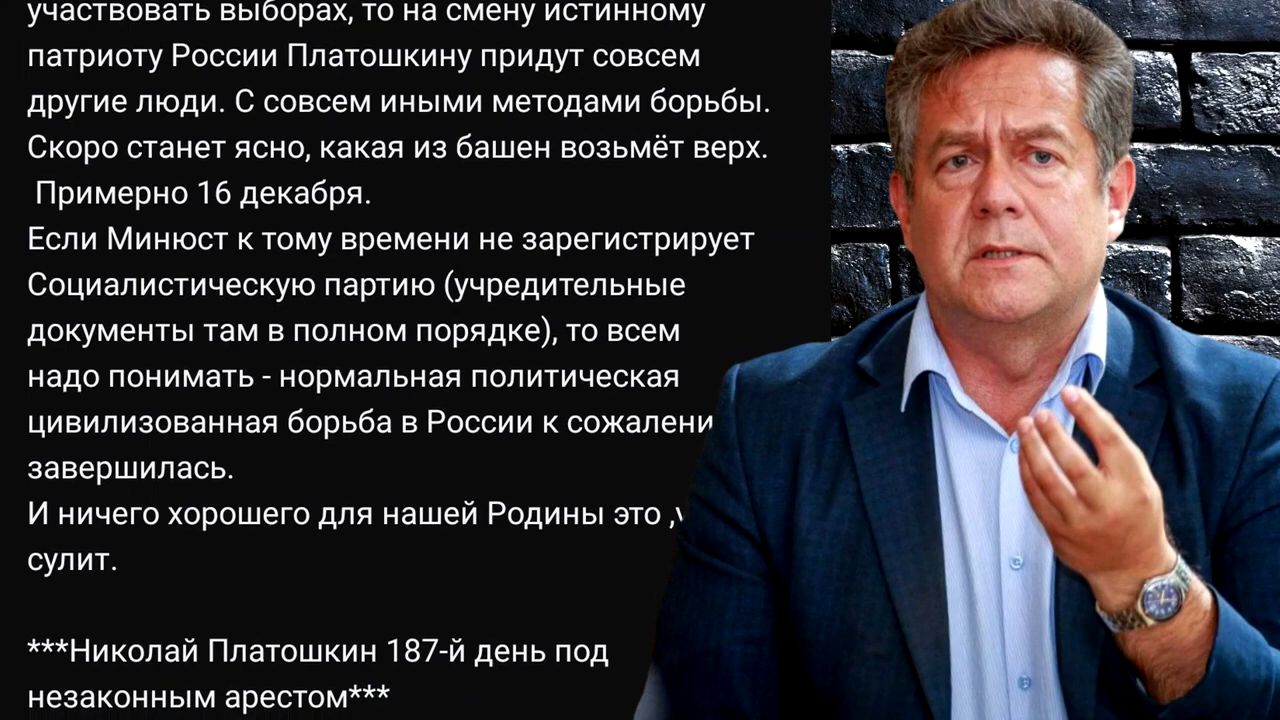 участвовать выборах, то на смену истинному
патриоту России Платошкину придут совсем
другие люди. С совсем иными методами борьбы.
Скоро станет ясно, какая из башен возьмёт верх.
Примерно 16 декабря.
Если Минюст к тому времени не зарегистрирует
Социалистическую партию (учредительные
документы там в полном порядке), то всем
надо понимать - нормальная политическая
цивилизованная борьба в России к сожалени
завершилась.
И ничего хорошего для нашей Родины это ,
сулит.
***Николай Платошкин 187-й день под
незаконным арестом***